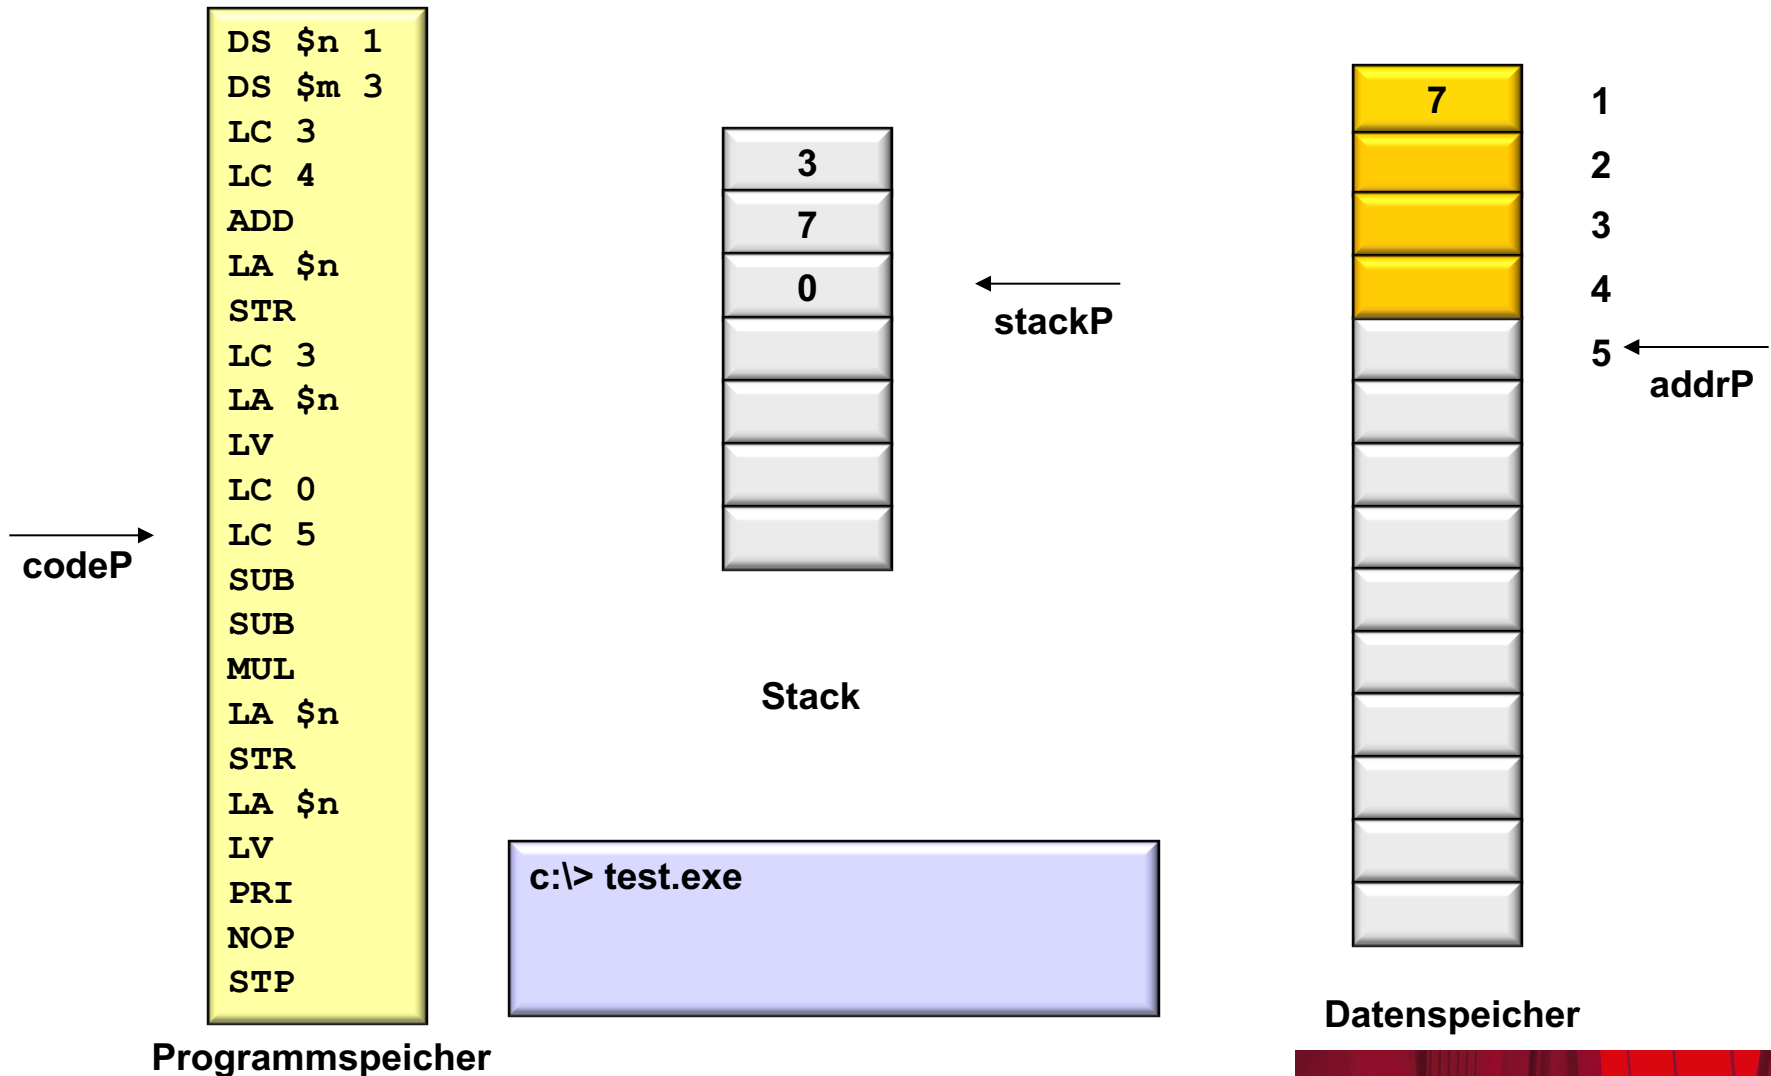 DS $n 1
DS $m 3
LC 3
LC 4
ADD
LA $n
STR
LC 3
LA $n
LV
LC 0
LC 5
SUB
SUB
MUL
LA $n
STR
LA $n
LV
PRI
NOP
STP
Programmspeicher
codeP
3
7
0
stackP
Stack
c:\> test.exe
7
1
2
3
4
5
addrP
Datenspeicher